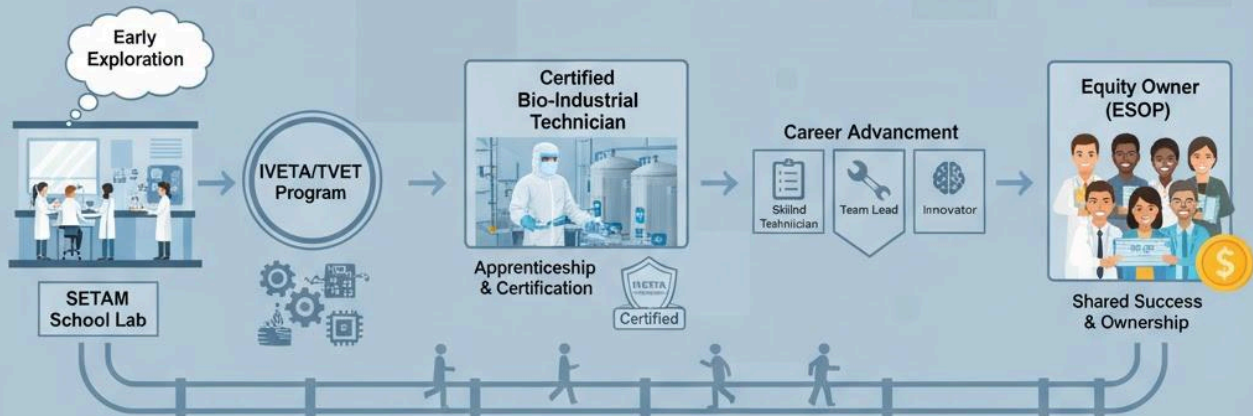 Early
Exploration
SETAM
School Lab
IVETA/TVET
Program
Certified
Bio-Industrial
Technician
Apprenticeship
& Certification
Certified
Career Advancment
Skiilnd
Teahniician
Team Lead
Innovator
Equity Owner
(ESOP)
Shared Success
& Ownership